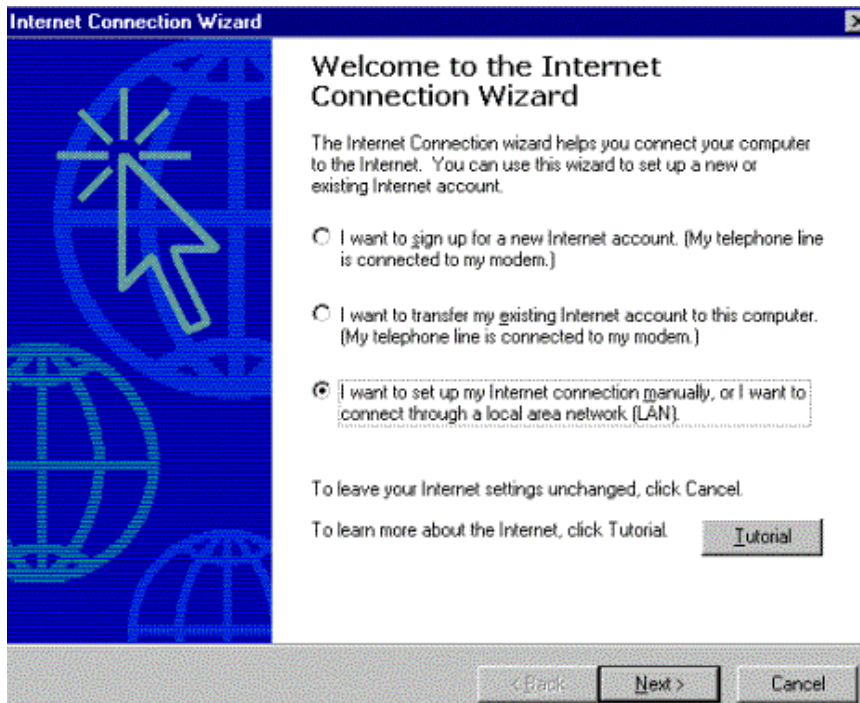 Internet Connection Wizard
Welcome to the Internet
Connection Wizard
The Internet Connection wizard helps you connect your computer
to the Internet. You can use this wizard to set up a new or
existing Internet account.
I want to sign up for a new Internet account. (My telephone line
is connected to my modem.)
I want to transfer my existing Internet account to this computer.
(My telephone line is connected to my modem.)
I want to set up my Internet connection manually, or I want to
connect through a local area network (LAN).
To leave your Internet settings unchanged, click Cancel.
To learn more about the Internet, click Tutorial.
Tutorial
< Back
Next >
Cancel